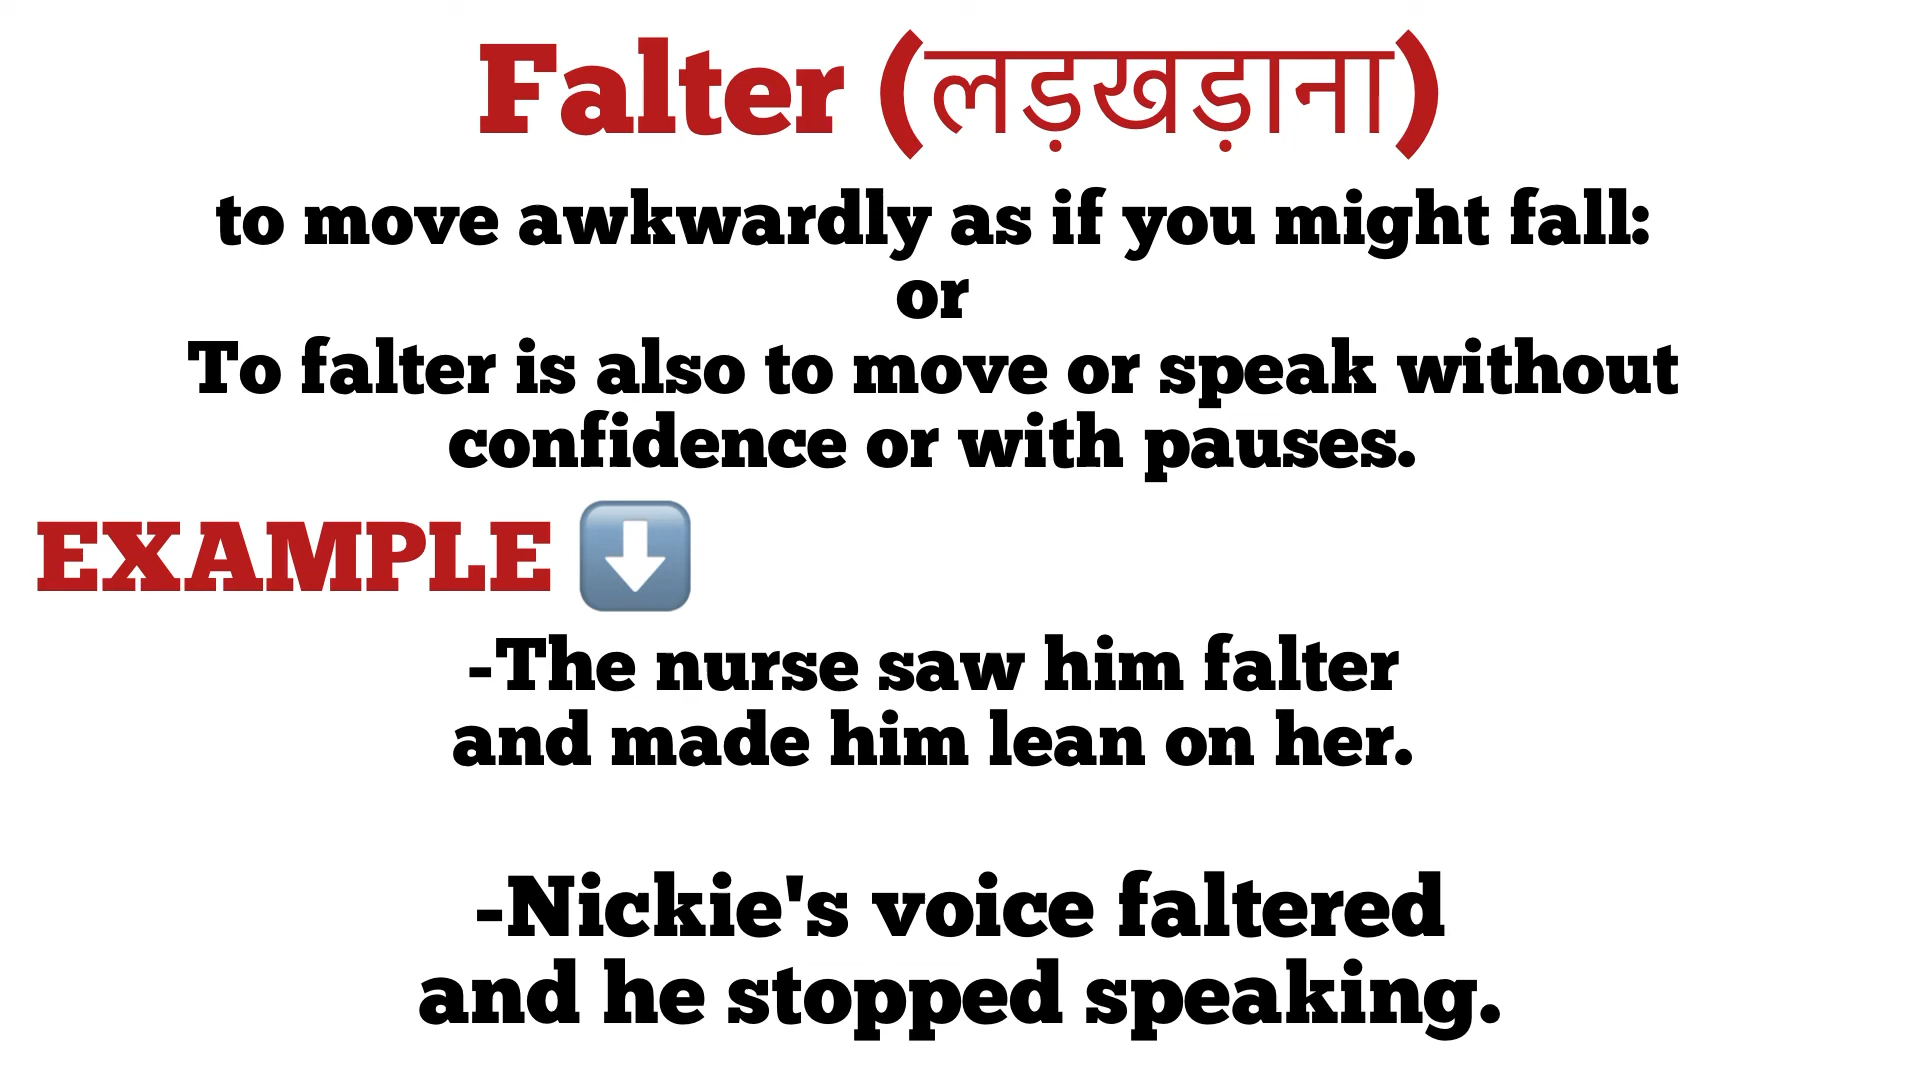 Falter (लड़खड़ाना)
to move awkwardly as if you might fall:
or
To falter is also to move or speak without
confidence or with pauses.
EXAMPLE ⬇️
-The nurse saw him falter
and made him lean on her.
-Nickie's voice faltered
and he stopped speaking.